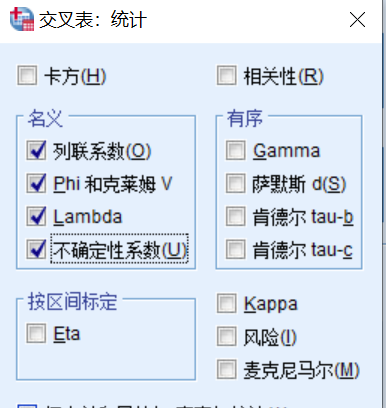 交叉表：统计
卡方(H)
相关性(R)
名义
列联系数(O)
Phi 和克莱姆 V
Lambda
不确定性系数(U)
有序
Gamma
萨默斯 d(S)
肯德尔 tau-b
肯德尔 tau-c
按区间标定
Eta
Kappa
风险(I)
麦克尼马尔(M)